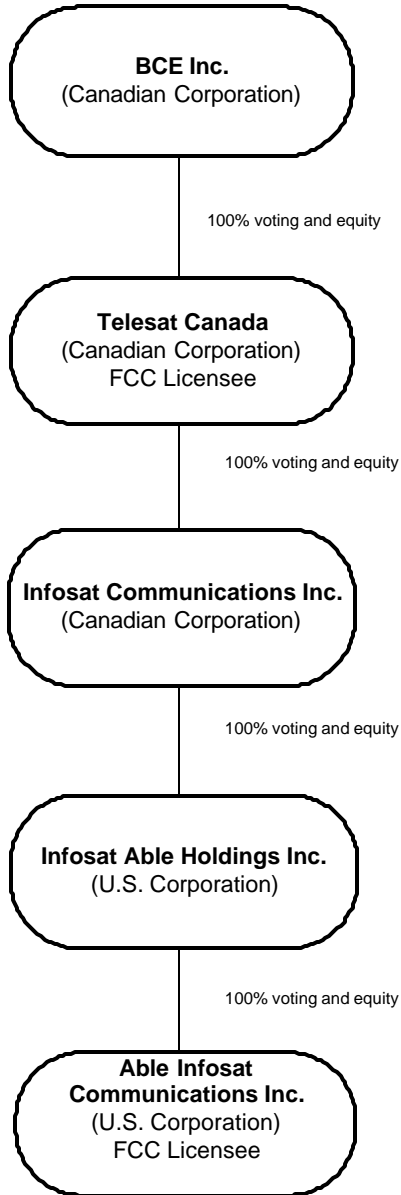 BCE Inc.
(Canadian Corporation)
100% voting and equity
Telesat Canada
(Canadian Corporation)
FCC Licensee
100% voting and equity
Infosat Communications Inc.
(Canadian Corporation)
100% voting and equity
Infosat Able Holdings Inc.
(U.S. Corporation)
100% voting and equity
Able Infosat
Communications Inc.
(U.S. Corporation)
FCC Licensee